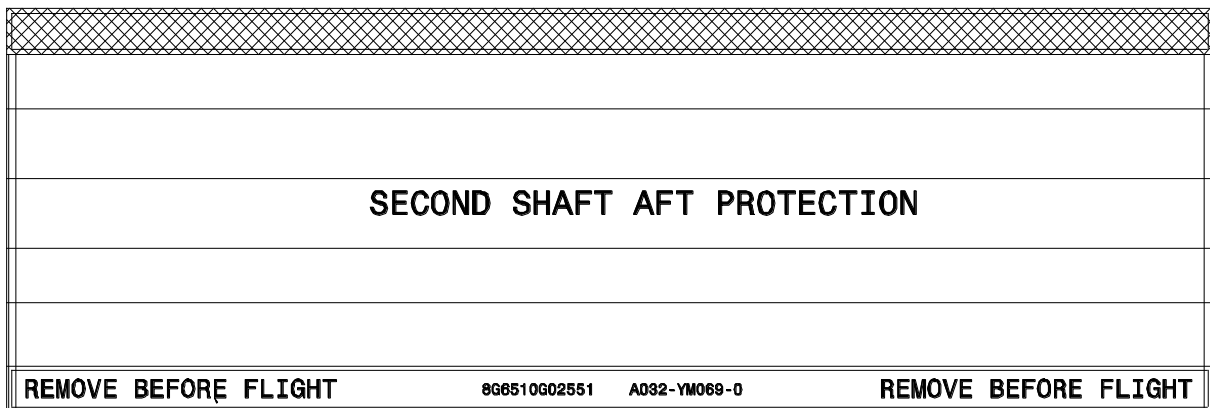 SECOND SHAFT AFT PROTECTION
REMOVE BEFORE FLIGHT 8G6510G02551 A032-YM069-0 REMOVE BEFORE FLIGHT